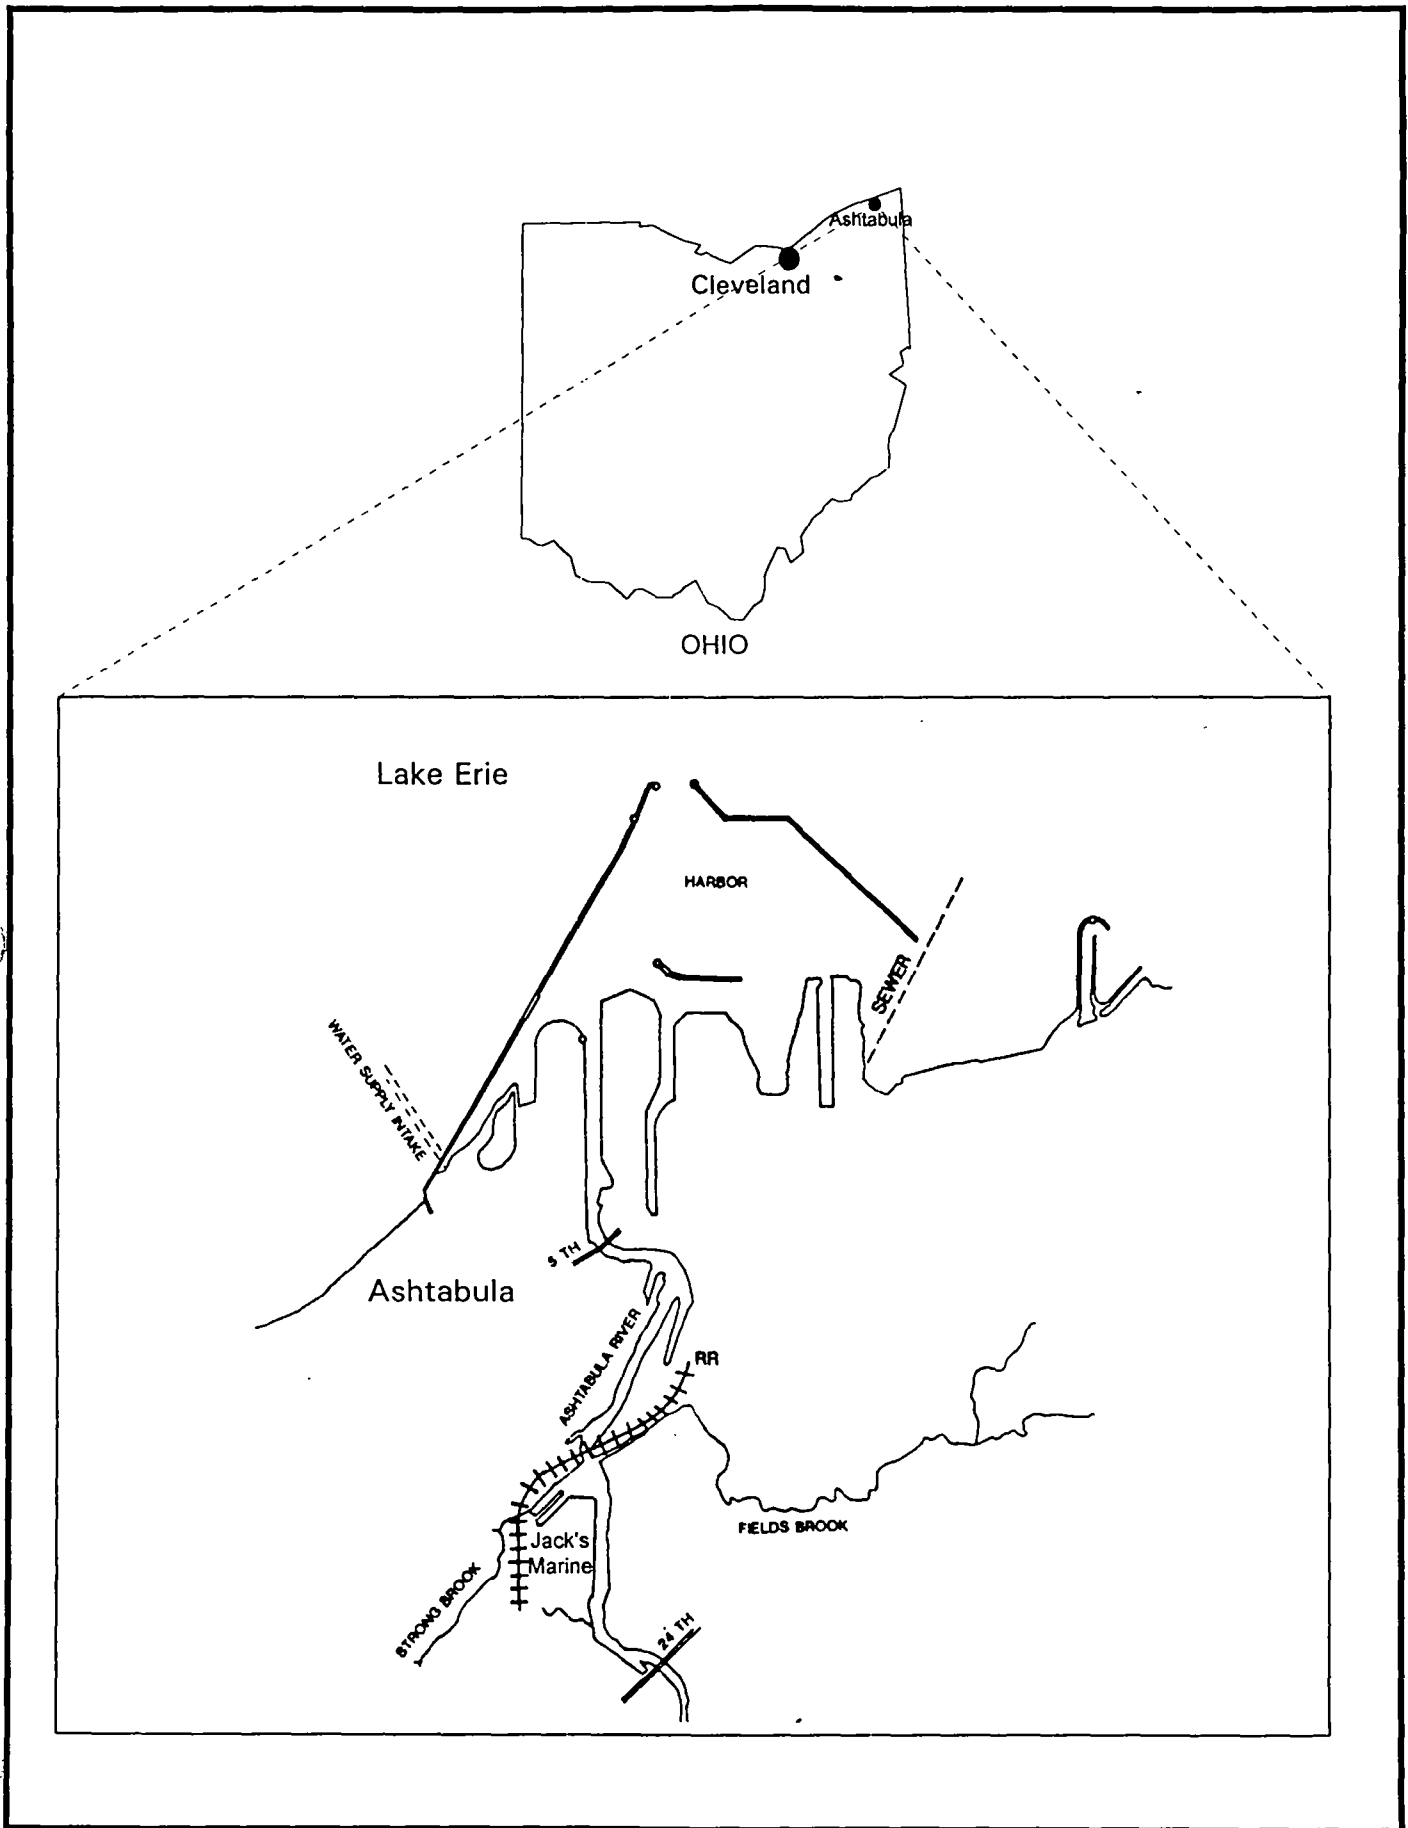 Ashtabula
Cleveland
OHIO
Lake Erie
HARBOR
SEWER
WATER SUPPLY INTAKE
5 TH
Ashtabula
ASHTABULA RIVER
RR
FIELDS BROOK
Jack's
Marine
STRONG BROOK
24 TH